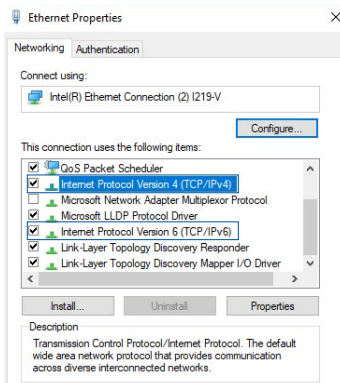 Ethernet Properties
Networking Authentication
Connect using:
Intel(R) Ethernet Connection (2) I219-V
Configure...
This connection uses the following items:
QoS Packet Scheduler
Internet Protocol Version 4 (TCP/IPv4)
Microsoft Network Adapter Multiplexor Protocol
Microsoft LLDP Protocol Driver
Internet Protocol Version 6 (TCP/IPv6)
Link-Layer Topology Discovery Responder
Link-Layer Topology Discovery Mapper I/O Driver
Install... Uninstall Properties
Description
Transmission Control Protocol/Internet Protocol. The default
wide area network protocol that provides communication
across diverse interconnected networks.